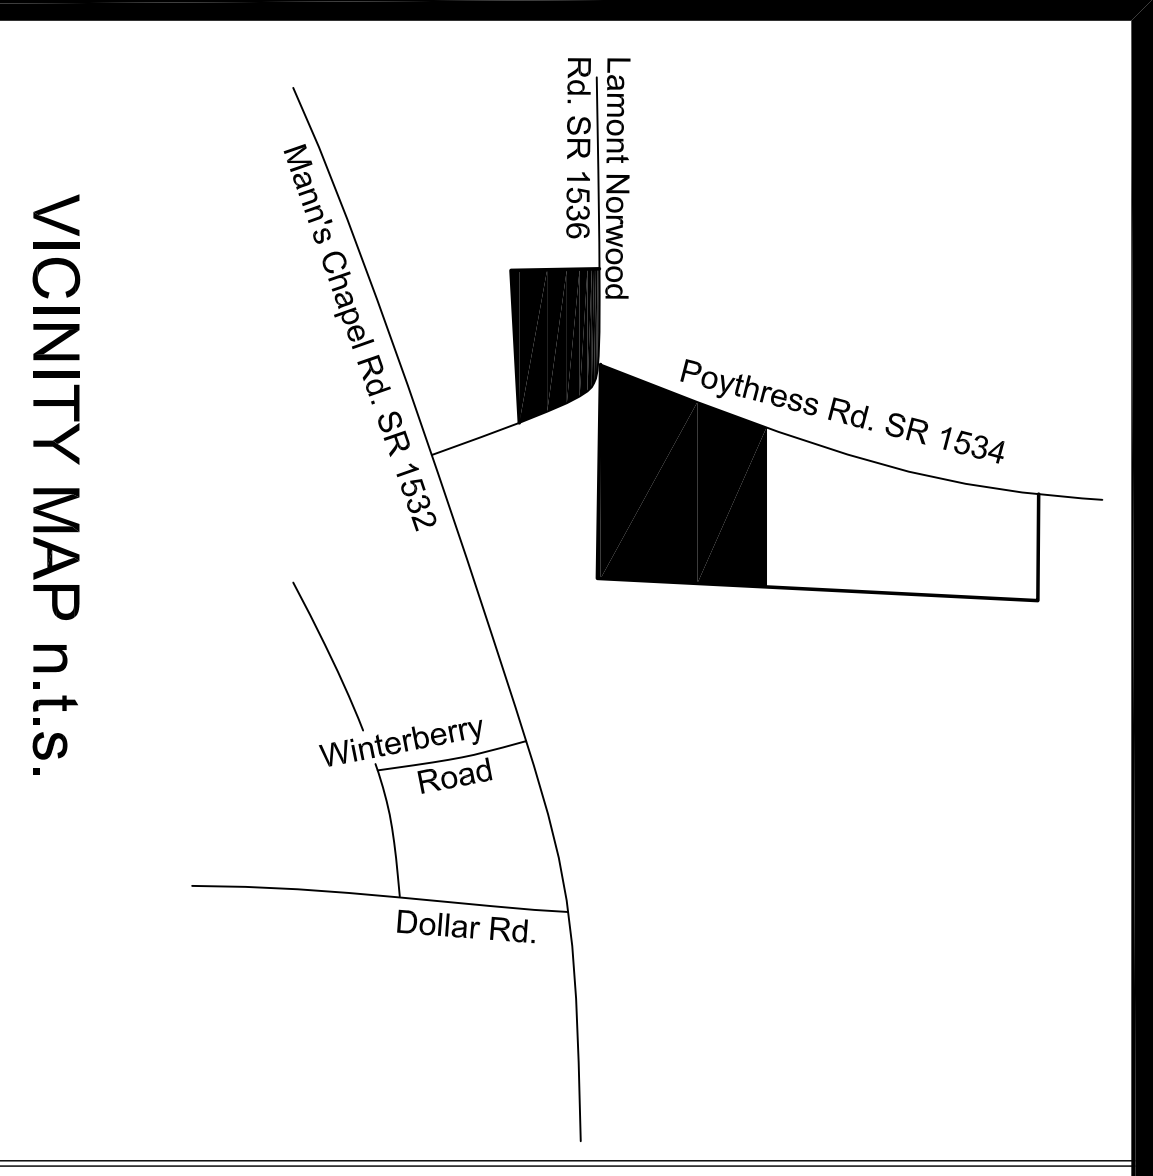 Lamont Norwood
Rd. SR 1536
Poythress Rd. SR 1534
Mann's Chapel Rd. SR 1532
Winterberry
Road
Dollar Rd.
VICINITY MAP n.t.s.